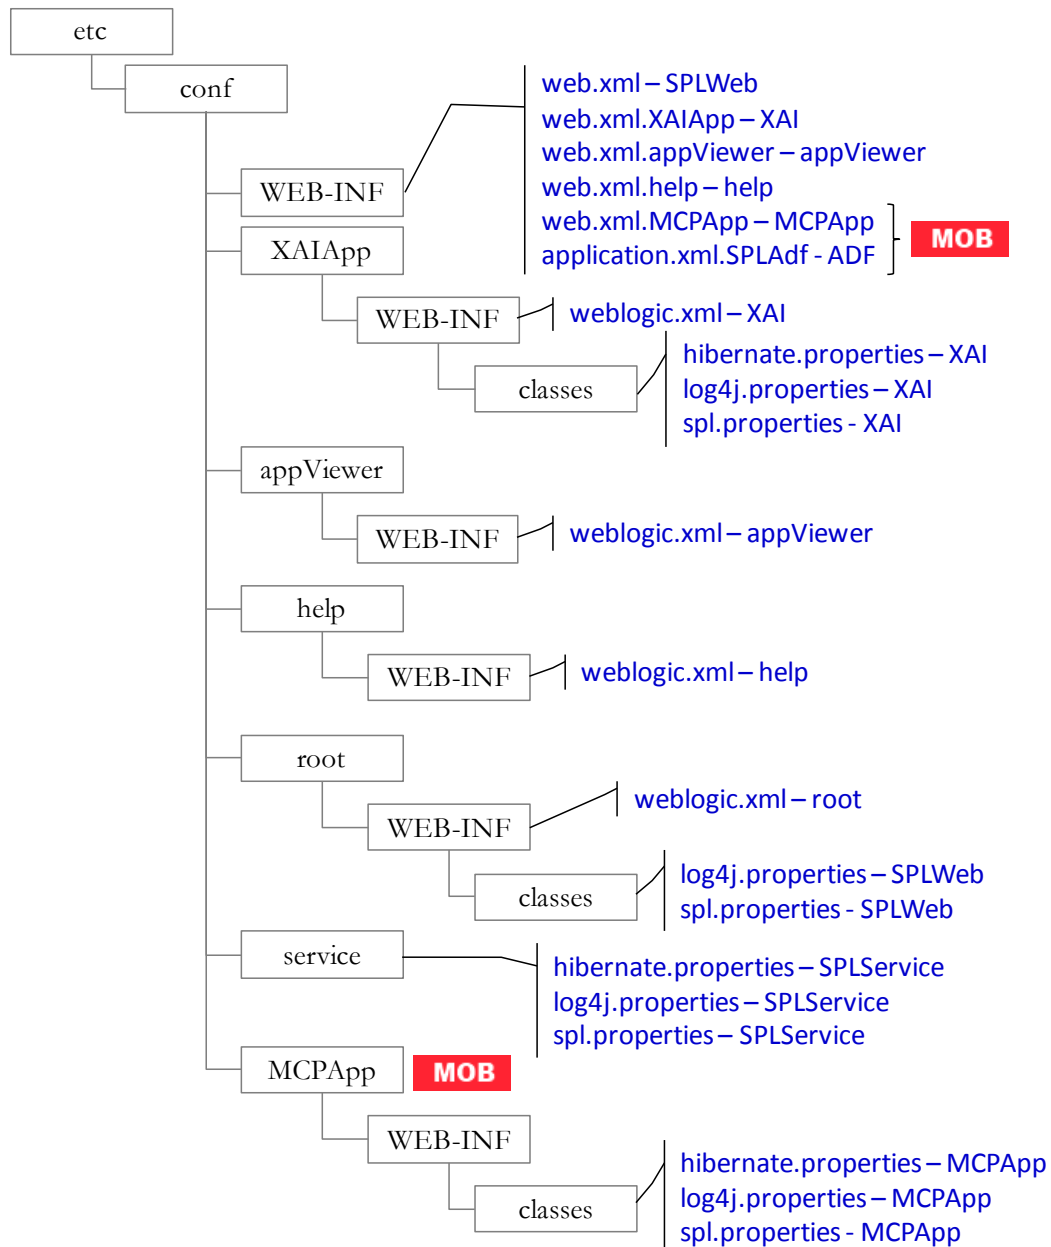 etc
conf
WEB-INF
web.xml – SPLWeb
web.xml.XAIApp – XAI
web.xml.appViewer – appViewer
web.xml.help – help
web.xml.MCPApp – MCPApp
application.xml.SPLAdf - ADF
MOB
XAIApp
WEB-INF
weblogic.xml – XAI
classes
hibernate.properties – XAI
log4j.properties – XAI
spl.properties - XAI
appViewer
WEB-INF
weblogic.xml – appViewer
help
WEB-INF
weblogic.xml – help
root
WEB-INF
weblogic.xml – root
classes
log4j.properties – SPLWeb
spl.properties - SPLWeb
service
hibernate.properties – SPLService
log4j.properties – SPLService
spl.properties – SPLService
MCPApp
MOB
WEB-INF
classes
hibernate.properties – MCPApp
log4j.properties – MCPApp
spl.properties - MCPApp